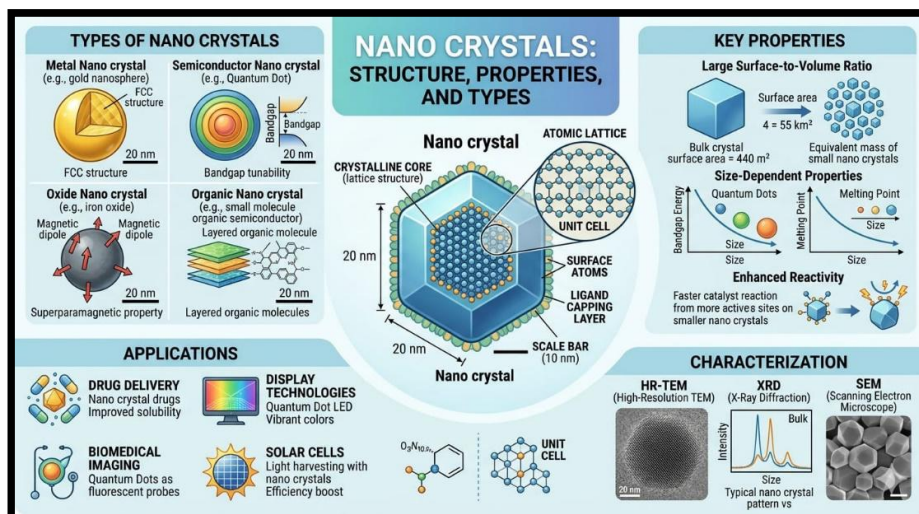 NANO CRYSTALS:
STRUCTURE, PROPERTIES,
AND TYPES
TYPES OF NANO CRYSTALS
Metal Nano crystal
(e.g., gold nanosphere)
FCC
structure
20 nm
FCC structure
Semiconductor Nano crystal
(e.g., Quantum Dot)
Bandgap
Bandgap
20 nm
Bandgap tunability
Oxide Nano crystal
(e.g., iron oxide)
Magnetic
dipole
Magnetic
dipole
20 nm
Superparamagnetic property
Organic Nano crystal
(e.g., small molecule
organic semiconductor)
Layered organic molecule
20 nm
Layered organic molecules
Nano crystal
ATOMIC LATTICE
CRYSTALLINE CORE
(lattice structure)
UNIT CELL
20 nm
SURFACE
ATOMS
LIGAND
CAPPING
LAYER
20 nm
SCALE BAR
(10 nm)
Nano crystal
KEY PROPERTIES
Large Surface-to-Volume Ratio
Surface area
4 = 55 km²
Bulk crystal
surface area = 440 m²
Equivalent mass of
small nano crystals
Size-Dependent Properties
Bandgap Energy
Quantum Dots
Size
Size
Melting Point
Melting Point
Size
Size
Enhanced Reactivity
Faster catalyst reaction
from more actives sites on
smaller nano crystals
APPLICATIONS
DRUG DELIVERY
Nano crystal drugs
Improved solubility
DISPLAY
TECHNOLOGIES
Quantum Dot LED
Vibrant colors
BIOMEDICAL
IMAGING
Quantum Dots as
fluorescent probes
SOLAR CELLS
Light harvesting with
nano crystals
Efficiency boost
UNIT
CELL
CHARACTERIZATION
HR-TEM
(High-Resolution TEM)
20 nm
XRD
(X-Ray Diffraction)
Intensity
Bulk
Size
Typical nano crystal
pattern vs
SEM
(Scanning Electron
Microscope)